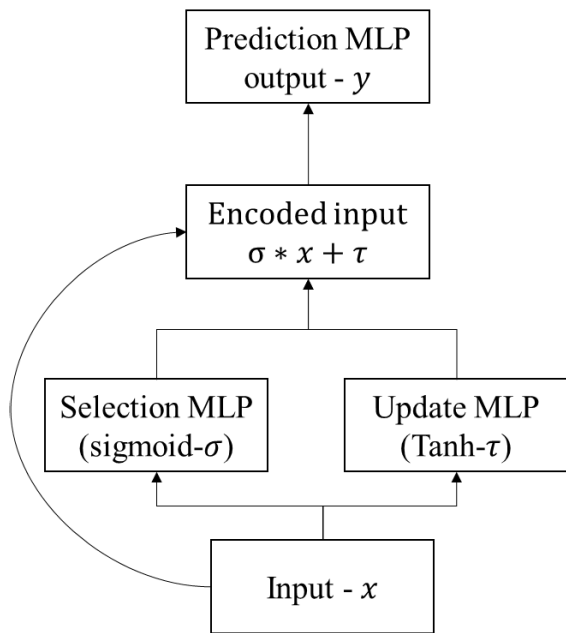 Prediction MLP
output - y
Encoded input
σ ∗ x + τ
Selection MLP
(sigmoid-σ)
Update MLP
(Tanh-τ)
Input - x